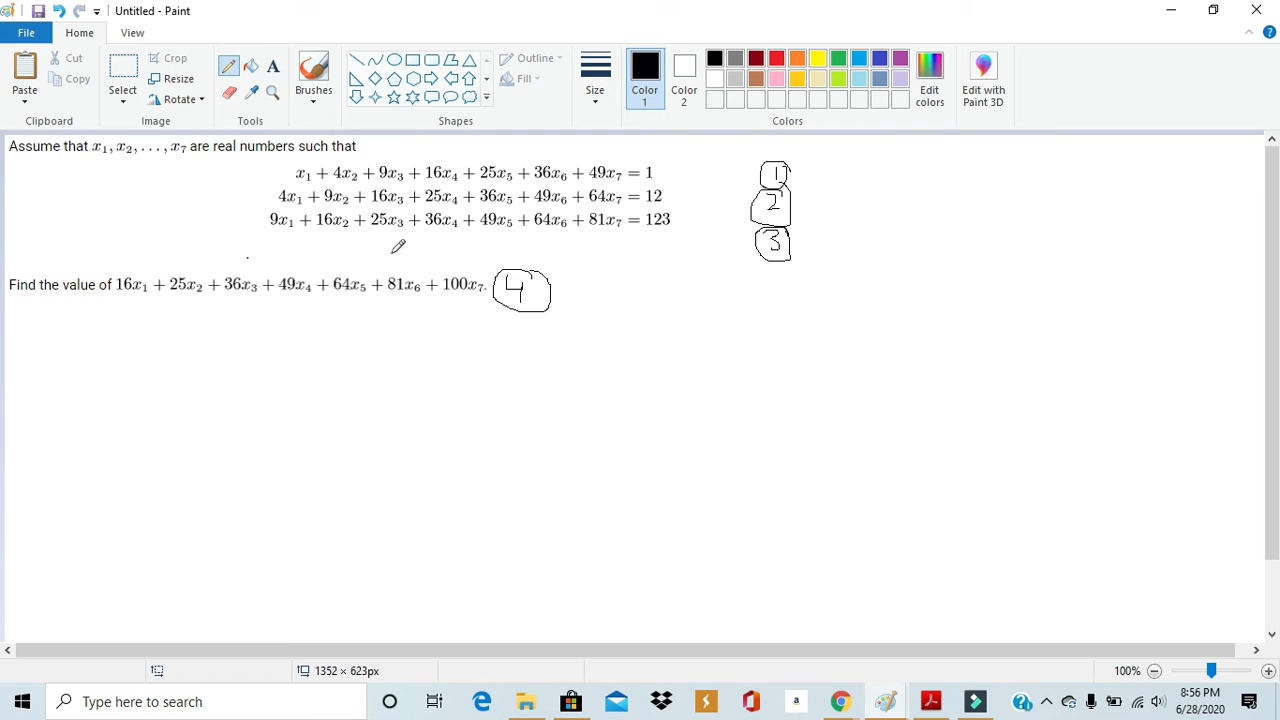 Untitled - Paint
File Home View
Paste Cut Copy Select Crop Resize Rotate Brushes Outline Fill Size Color 1 Color 2 Edit colors Edit with Paint 3D
Clipboard Image Tools Shapes Colors
Assume that x₁, x₂, . . . , x₇ are real numbers such that
x₁ + 4x₂ + 9x₃ + 16x₄ + 25x₅ + 36x₆ + 49x₇ = 1 1
4x₁ + 9x₂ + 16x₃ + 25x₄ + 36x₅ + 49x₆ + 64x₇ = 12 2
9x₁ + 16x₂ + 25x₃ + 36x₄ + 49x₅ + 64x₆ + 81x₇ = 123 3
Find the value of 16x₁ + 25x₂ + 36x₃ + 49x₄ + 64x₅ + 81x₆ + 100x₇. 4
1352 × 623px 100%
Type here to search 8:56 PM
6/28/2020